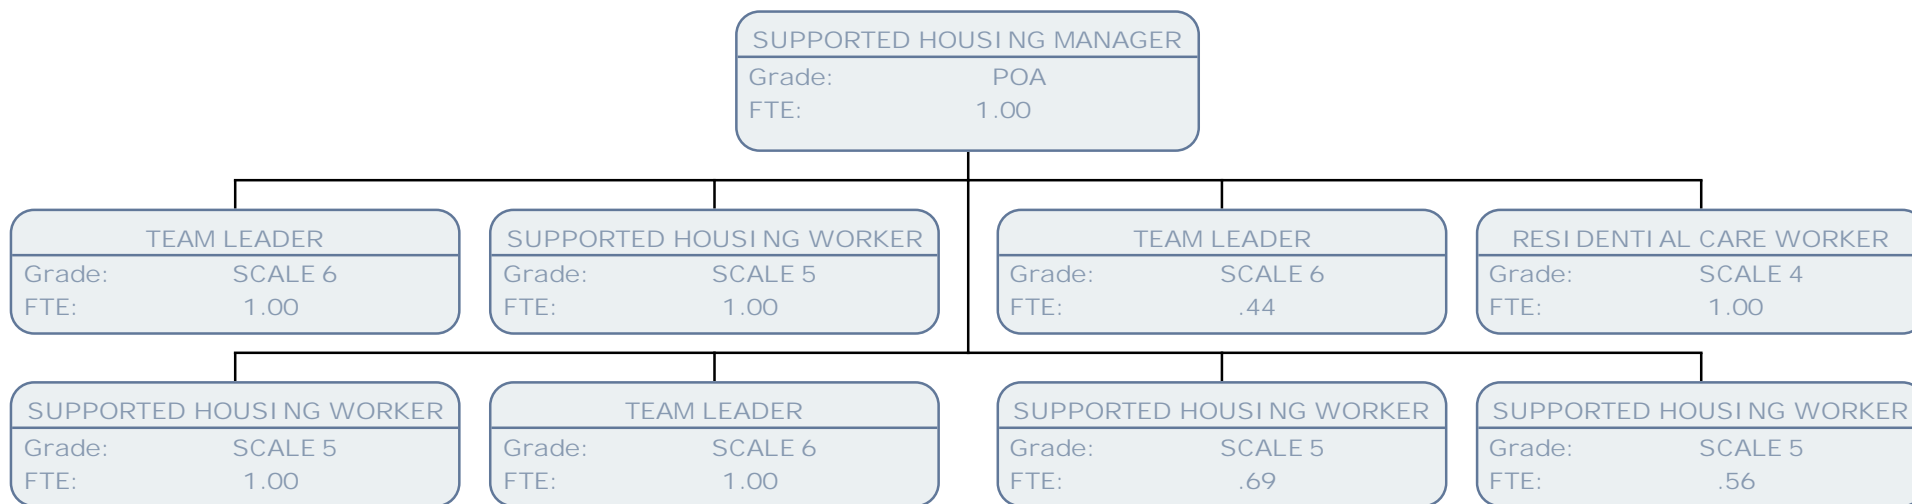 SUPPORTED HOUSING MANAGER
Grade: POA
FTE: 1.00
TEAM LEADER
Grade: SCALE 6
FTE: 1.00
SUPPORTED HOUSING WORKER
Grade: SCALE 5
FTE: 1.00
TEAM LEADER
Grade: SCALE 6
FTE: .44
RESIDENTIAL CARE WORKER
Grade: SCALE 4
FTE: 1.00
SUPPORTED HOUSING WORKER
Grade: SCALE 5
FTE: 1.00
TEAM LEADER
Grade: SCALE 6
FTE: 1.00
SUPPORTED HOUSING WORKER
Grade: SCALE 5
FTE: .69
SUPPORTED HOUSING WORKER
Grade: SCALE 5
FTE: .56